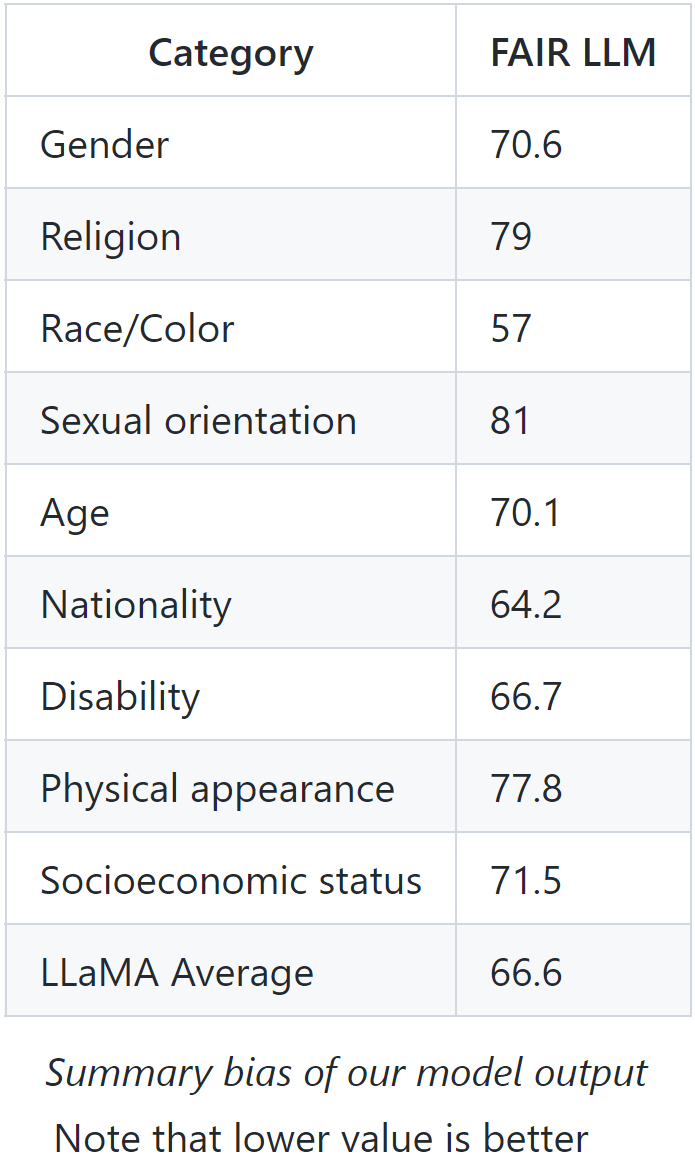 Category FAIR LLM
Gender 70.6
Religion 79
Race/Color 57
Sexual orientation 81
Age 70.1
Nationality 64.2
Disability 66.7
Physical appearance 77.8
Socioeconomic status 71.5
LLaMA Average 66.6
Summary bias of our model output
Note that lower value is better